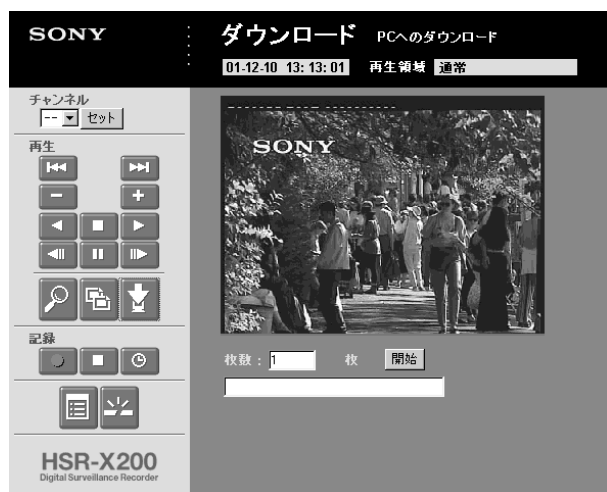 SONY
ダウンロード PCへのダウンロード
01-12-10 13:13:01 再生領域 通常
チャンネル
-- セット
再生
SONY
記録
枚数: 1 枚 開始
HSR-X200
Digital Surveillance Recorder